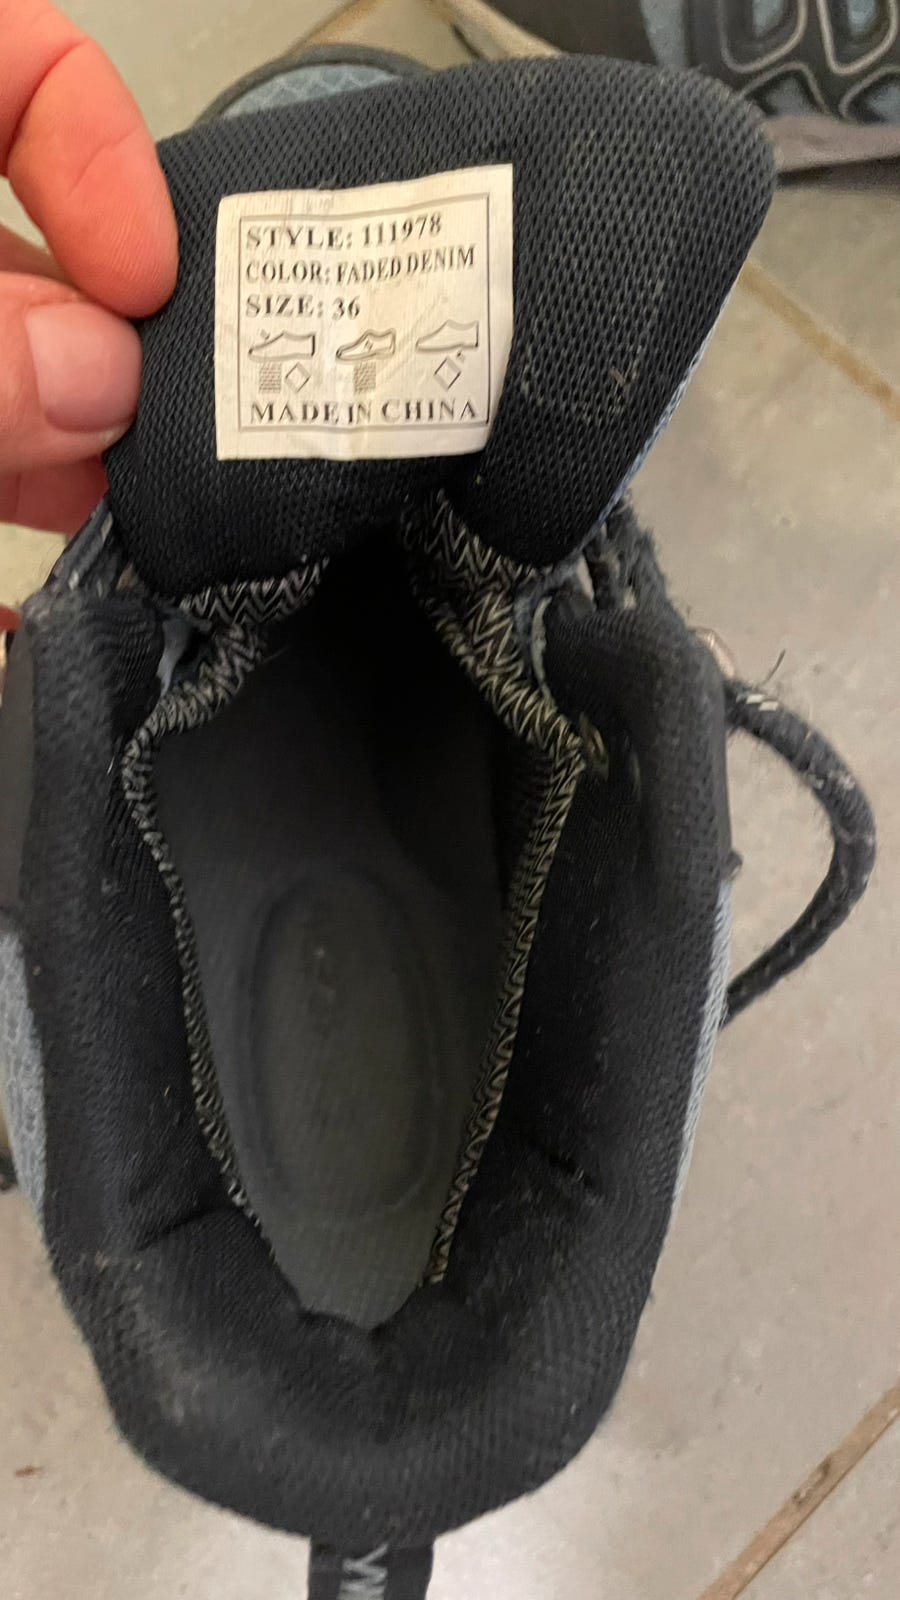 STYLE: 111978
COLOR: FADED DENIM
SIZE: 36
MADE IN CHINA